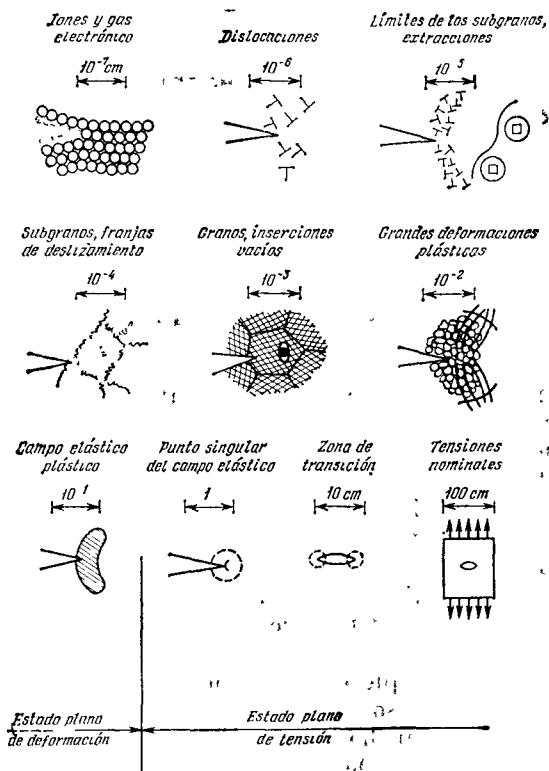 Iones y gas
electrónico
10⁻⁷ cm
Dislocaciones
10⁻⁶
Límites de los subgranos,
extracciones
10⁻⁵
Subgranos, franjas
de deslizamiento
10⁻⁴
Granos, inserciones
vacíos
10⁻³
Grandes deformaciones
plásticas
10⁻²
Campo elástico
plástico
10⁻¹
Punto singular
del campo elástico
1
Zona de
transición
10 cm
Tensiones
nominales
100 cm
Estado plano
de deformación
Estado plano
de tensión